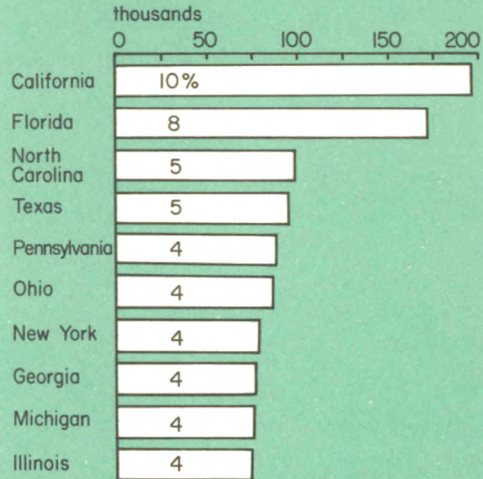 thousands
0 50 100 150 200
California 10%
Florida 8
North
Carolina 5
Texas 5
Pennsylvania 4
Ohio 4
New York 4
Georgia 4
Michigan 4
Illinois 4